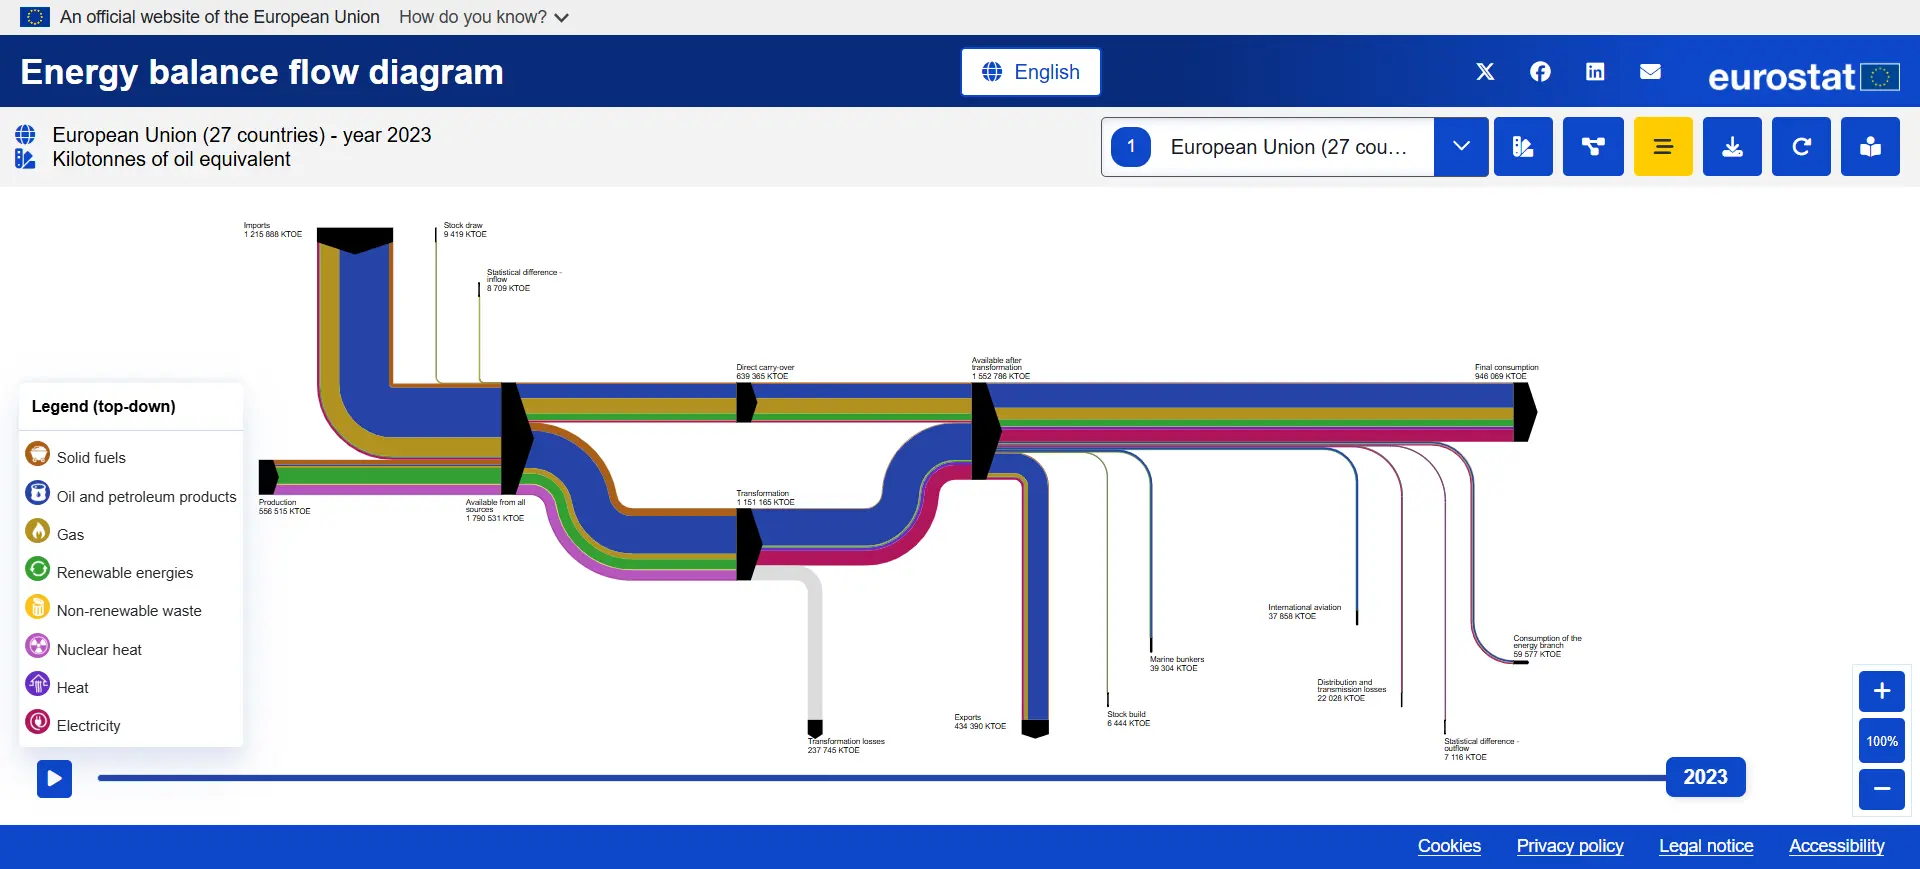 An official website of the European Union How do you know?
Energy balance flow diagram
English
eurostat
European Union (27 countries) - year 2023
Kilotonnes of oil equivalent
1 European Union (27 cou...
Imports
1 215 888 KTOE
Stock draw
9 419 KTOE
Statistical difference -
inflow
8 709 KTOE
Direct carry-over
639 365 KTOE
Available after
transformation
1 552 786 KTOE
Final consumption
946 069 KTOE
Legend (top-down)
Solid fuels
Oil and petroleum products
Gas
Renewable energies
Non-renewable waste
Nuclear heat
Heat
Electricity
Production
556 515 KTOE
Available from all
sources
1 790 531 KTOE
Transformation
1 151 165 KTOE
International aviation
37 858 KTOE
Consumption of the
energy branch
59 577 KTOE
Marine bunkers
39 304 KTOE
Distribution and
transmission losses
22 028 KTOE
Exports
434 390 KTOE
Stock build
6 444 KTOE
Transformation losses
237 745 KTOE
Statistical difference -
outflow
7 116 KTOE
100%
2023
Cookies Privacy policy Legal notice Accessibility